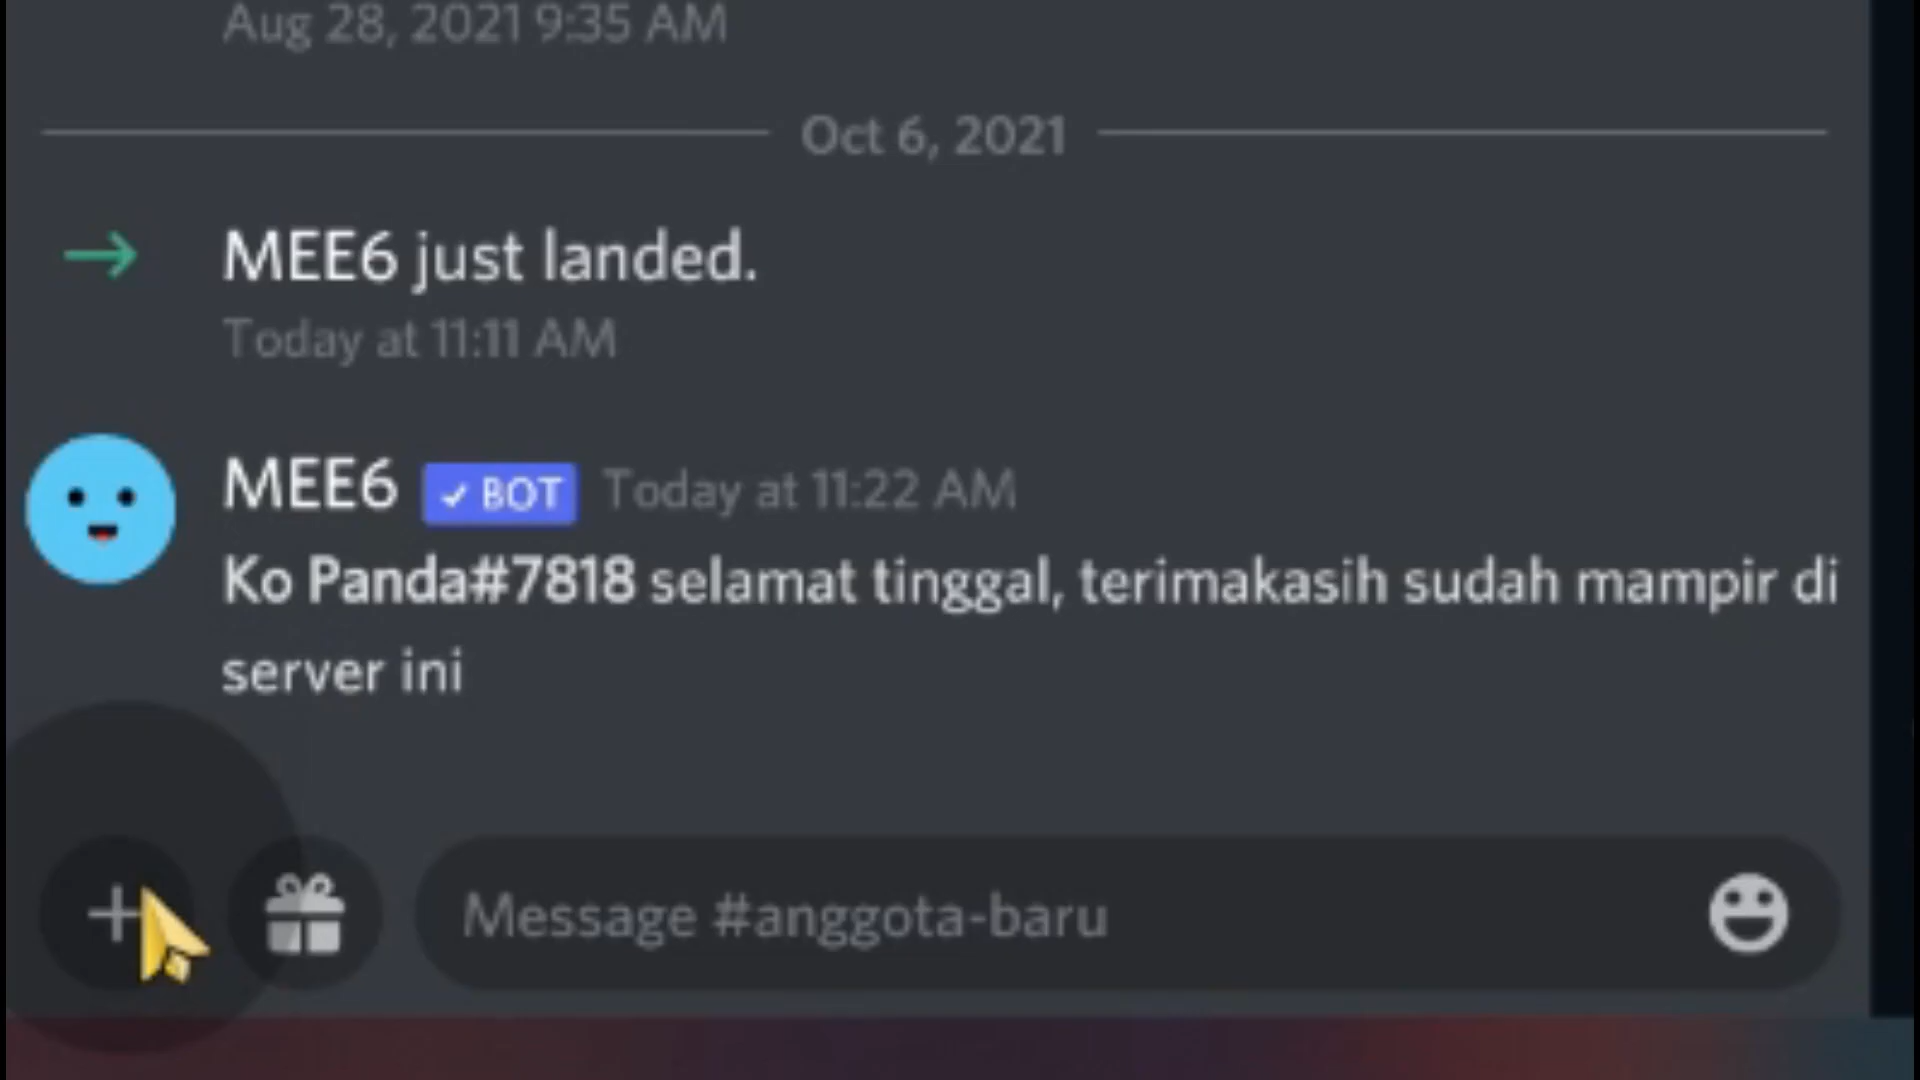 Aug 28, 2021 9:35 AM
Oct 6, 2021
MEE6 just landed.
Today at 11:11 AM
MEE6 ✓ BOT Today at 11:22 AM
Ko Panda#7818 selamat tinggal, terimakasih sudah mampir di
server ini
Message #anggota-baru